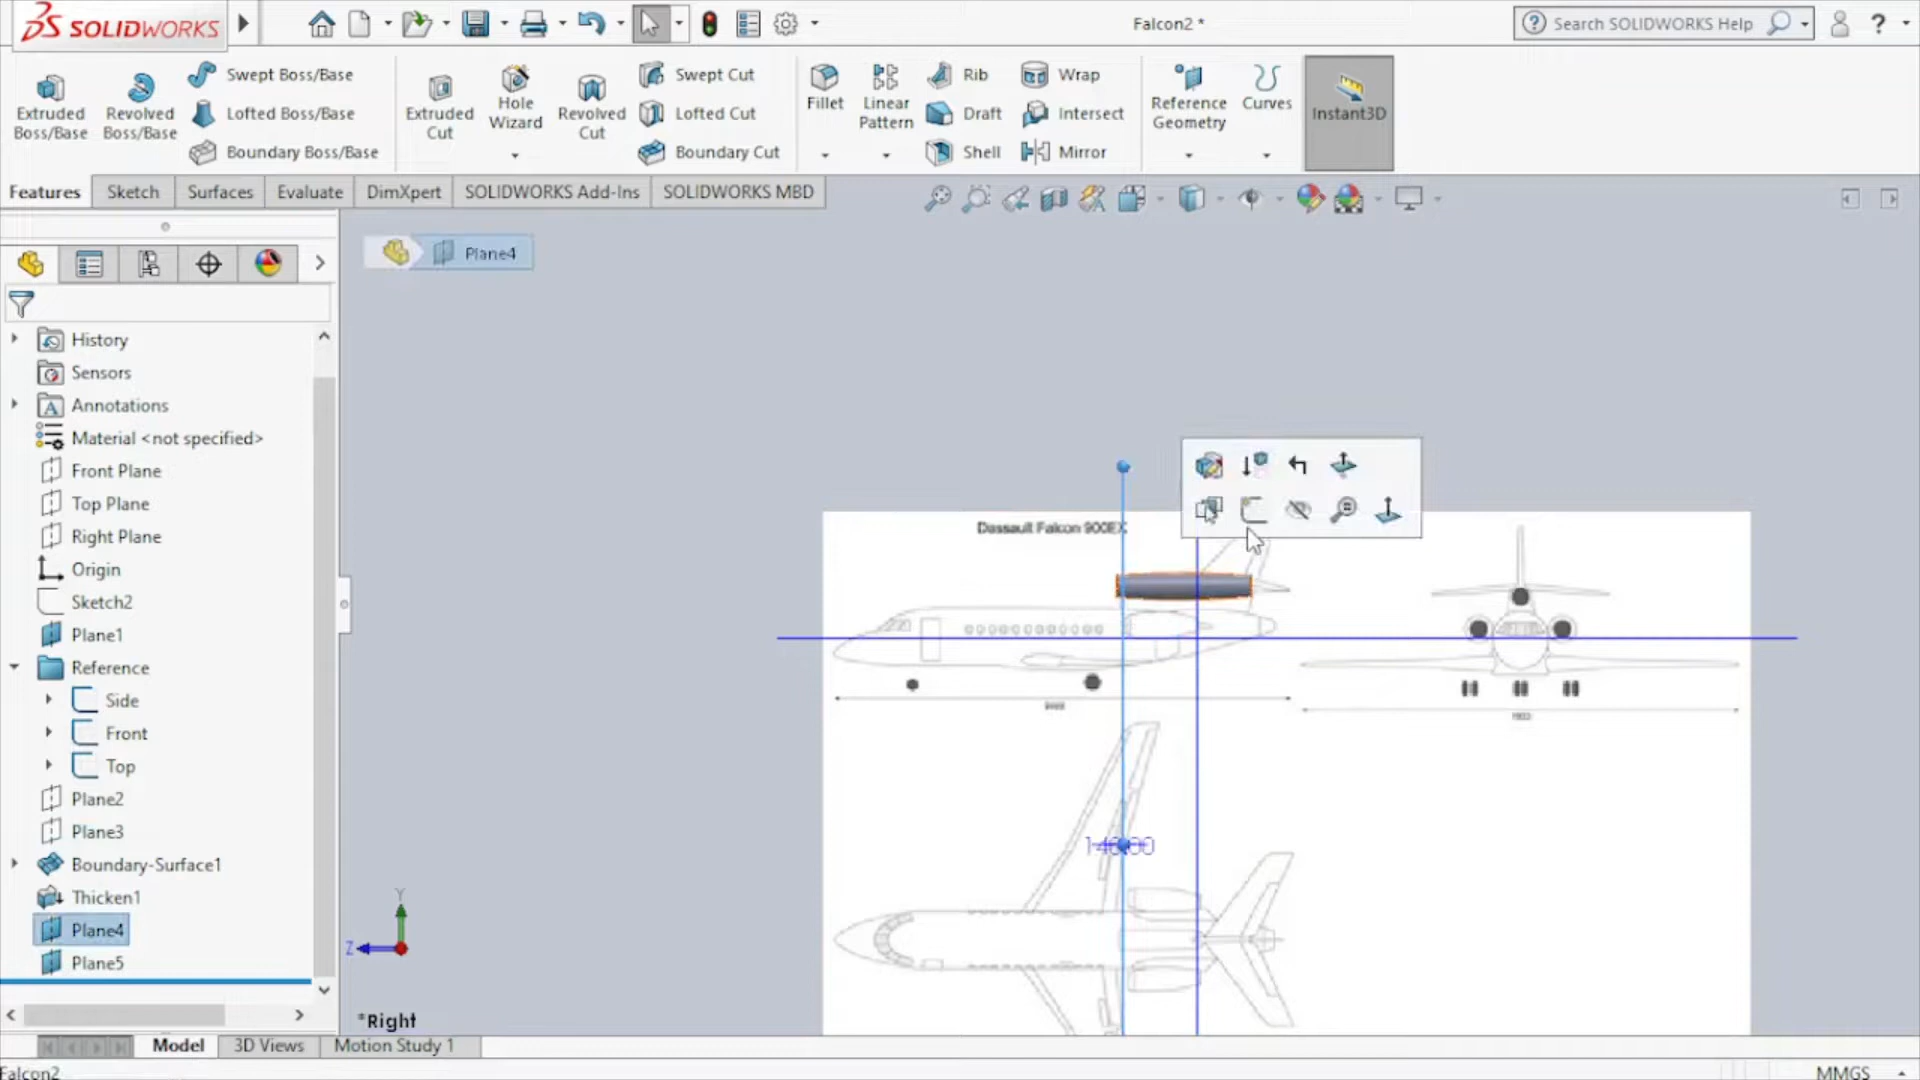 SOLIDWORKS
Falcon2 *
Search SOLIDWORKS Help
?
Extruded Boss/Base
Revolved Boss/Base
Swept Boss/Base
Lofted Boss/Base
Boundary Boss/Base
Extruded Cut
Hole Wizard
Revolved Cut
Swept Cut
Lofted Cut
Boundary Cut
Fillet
Linear Pattern
Rib
Draft
Shell
Wrap
Intersect
Mirror
Reference Geometry
Curves
Instant3D
Features
Sketch
Surfaces
Evaluate
DimXpert
SOLIDWORKS Add-Ins
SOLIDWORKS MBD
Plane4
History
Sensors
Annotations
Material <not specified>
Front Plane
Top Plane
Right Plane
Origin
Sketch2
Plane1
Reference
Side
Front
Top
Plane2
Plane3
Boundary-Surface1
Thicken1
Plane4
Plane5
Dassault Falcon 900EX
Y
Z
*Right
Model
3D Views
Motion Study 1
Falcon2
MMGS